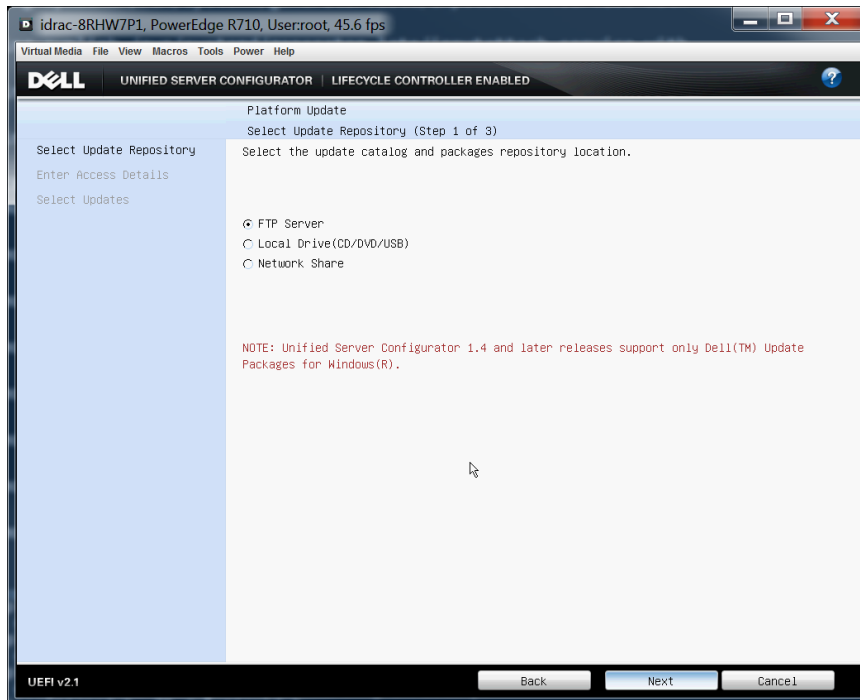 idrac-8RHW7P1, PowerEdge R710, User:root, 45.6 fps
Virtual Media File View Macros Tools Power Help
DELL UNIFIED SERVER CONFIGURATOR | LIFECYCLE CONTROLLER ENABLED ?
Platform Update
Select Update Repository (Step 1 of 3)
Select Update Repository
Enter Access Details
Select Updates
Select the update catalog and packages repository location.
FTP Server
Local Drive(CD/DVD/USB)
Network Share
NOTE: Unified Server Configurator 1.4 and later releases support only Dell(TM) Update
Packages for Windows(R).
UEFI v2.1
Back Next Cancel